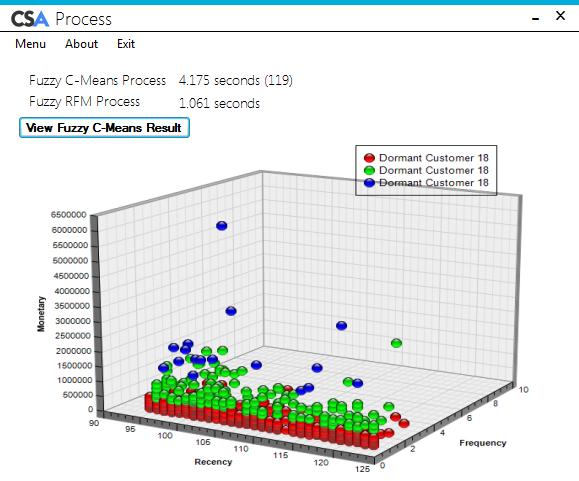 CSA Process
Menu About Exit
Fuzzy C-Means Process 4.175 seconds (119)
Fuzzy RFM Process 1.061 seconds
View Fuzzy C-Means Result
Dormant Customer 18
Dormant Customer 18
Dormant Customer 18
6500000
6000000
5500000
5000000
4500000
4000000
3500000
3000000
2500000
2000000
1500000
1000000
500000
0
Monetary
90
95
100
105
110
115
120
125
Recency
0
2
4
6
8
10
Frequency